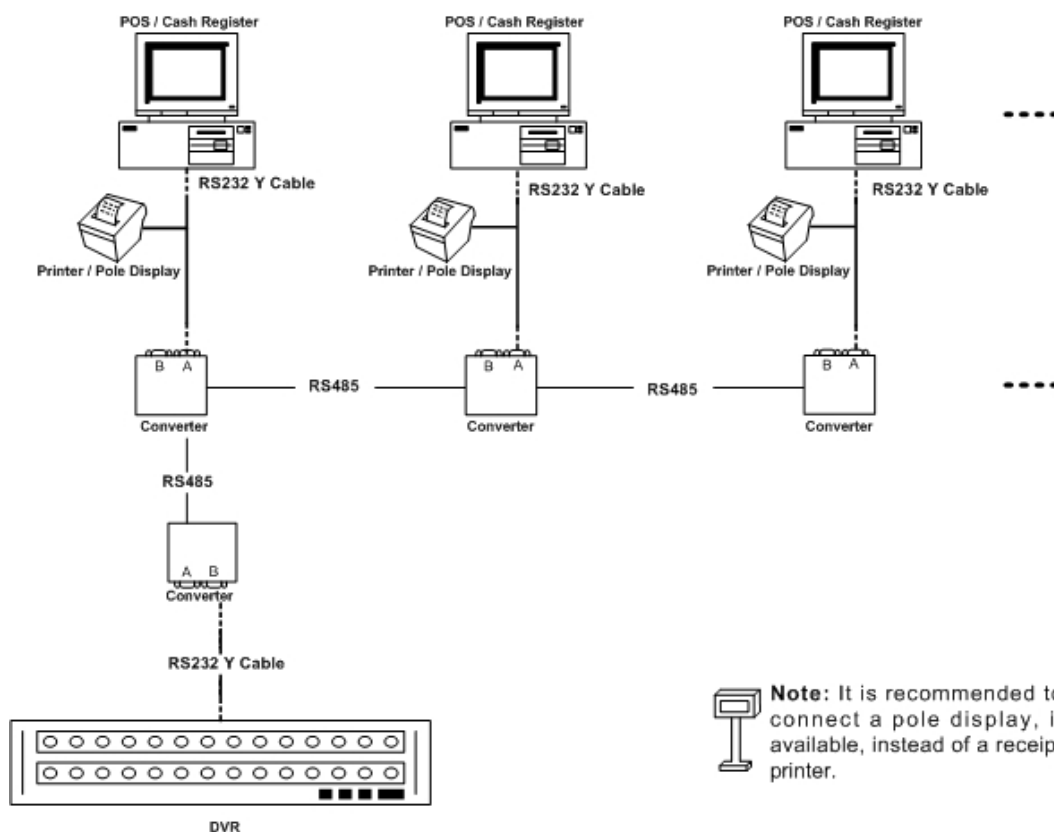 POS / Cash Register
POS / Cash Register
POS / Cash Register
RS232 Y Cable
RS232 Y Cable
RS232 Y Cable
Printer / Pole Display
Printer / Pole Display
Printer / Pole Display
B A
B A
B A
RS485
RS485
Converter
Converter
Converter
RS485
A B
Converter
RS232 Y Cable
Note: It is recommended to
connect a pole display, i
available, instead of a receip
printer.
DVR